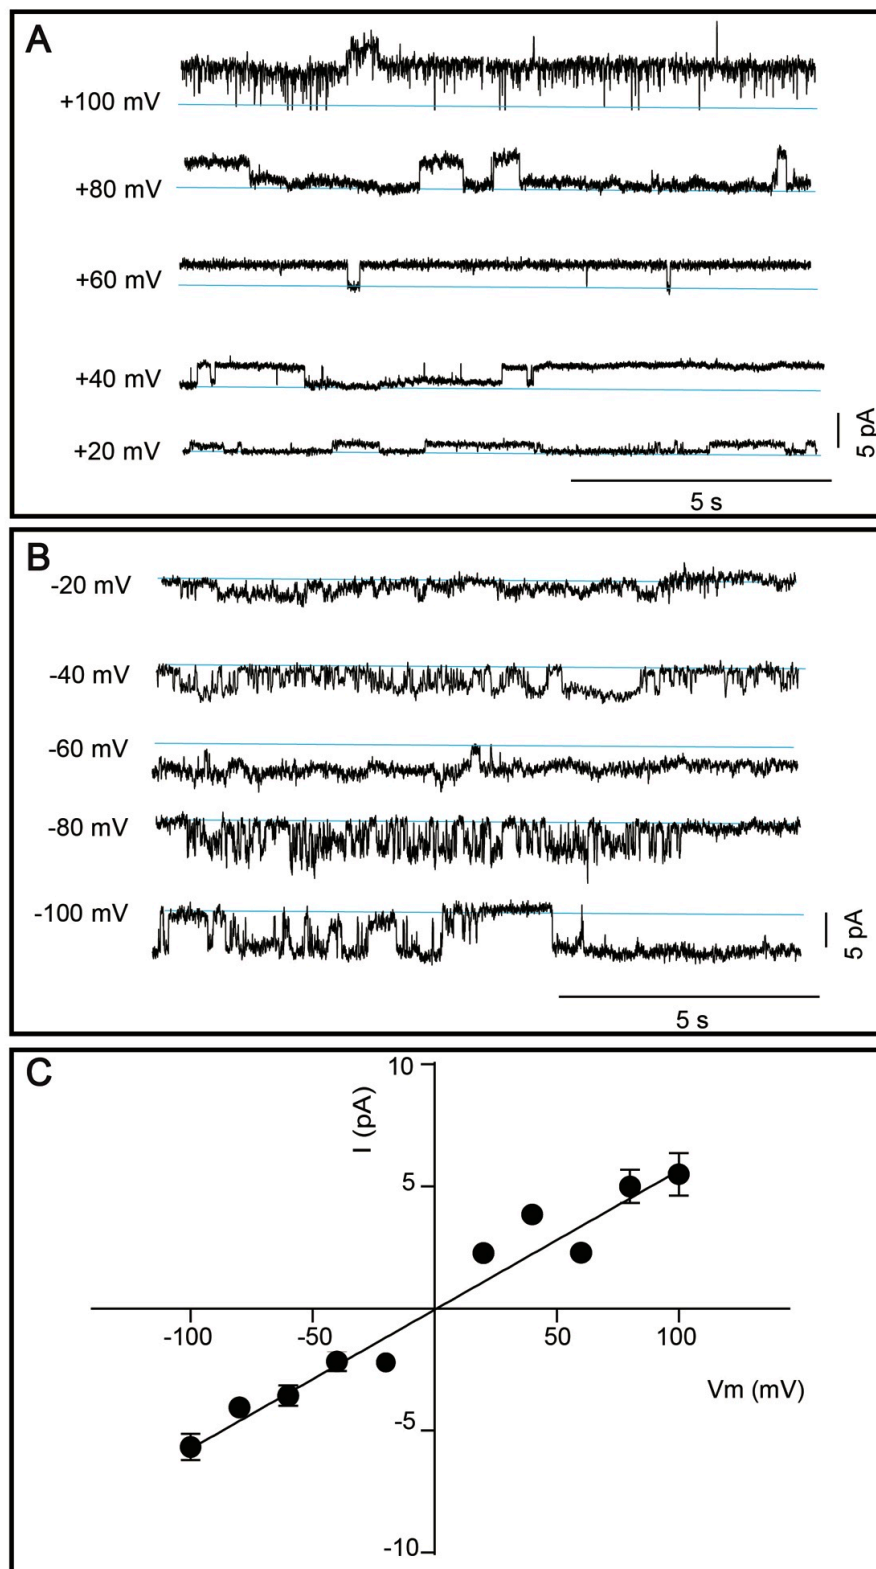 A
+100 mV
+80 mV
+60 mV
+40 mV
+20 mV
5 pA
5 s
B
-20 mV
-40 mV
-60 mV
-80 mV
-100 mV
5 pA
5 s
C
10
I (pA)
5
-100
-50
50
100
Vm (mV)
-5
-10